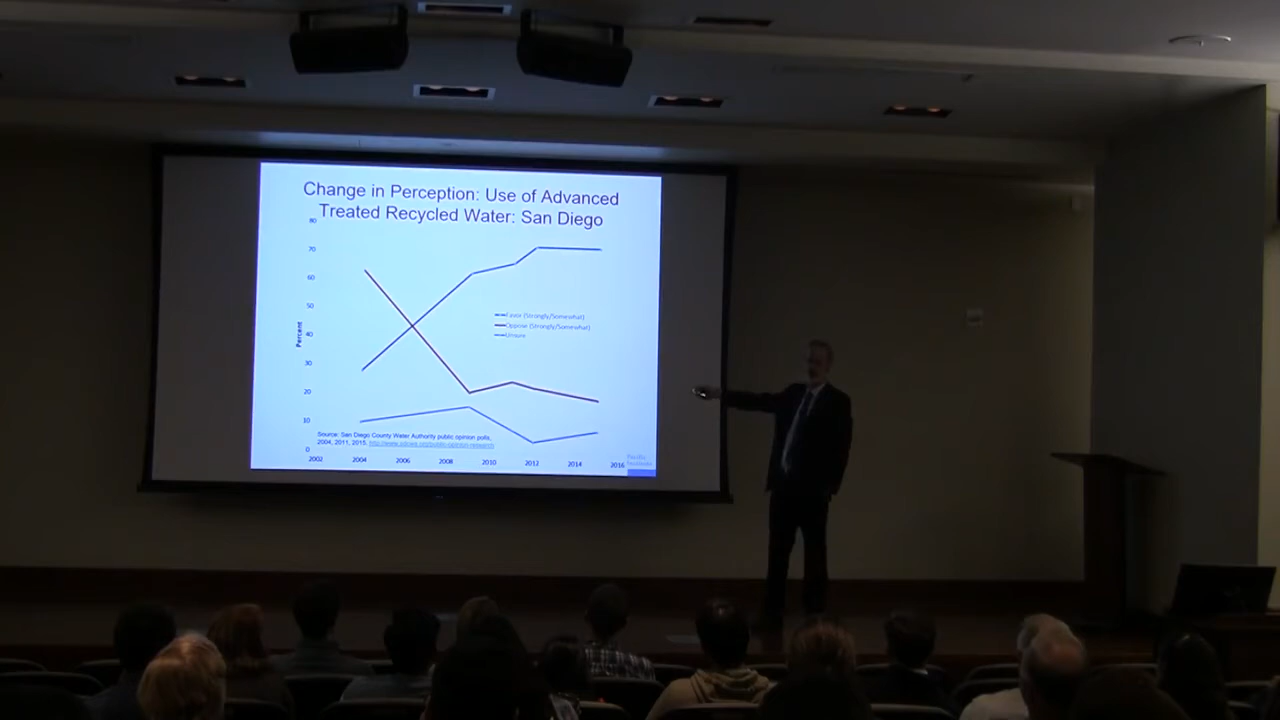 Change in Perception: Use of Advanced
Treated Recycled Water: San Diego
80
70
60
50
40
30
20
10
0
Percent
Favor (Strongly/Somewhat)
Oppose (Strongly/Somewhat)
Unsure
Source: San Diego County Water Authority public opinion polls,
2004, 2011, 2015,
2002 2004 2006 2008 2010 2012 2014 2016
Pacific
Institute